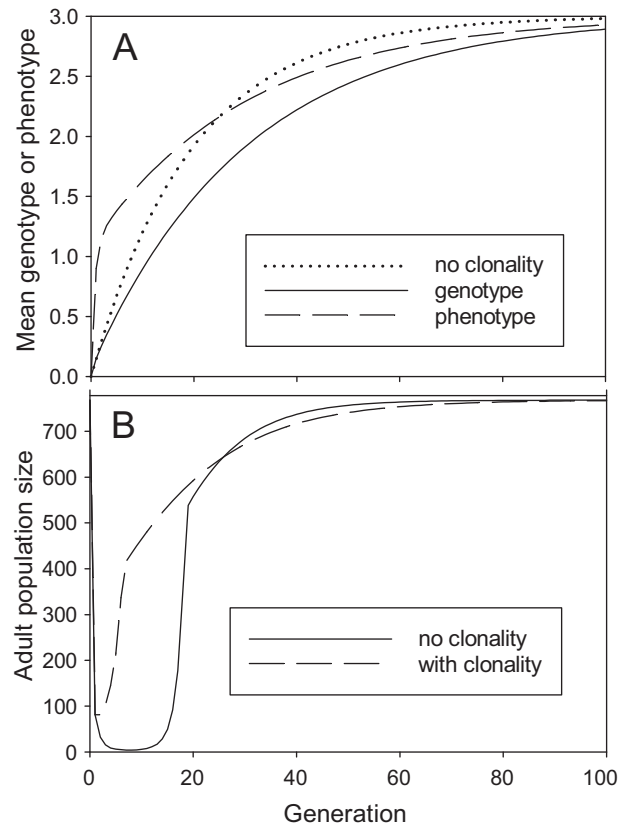 3.0
2.5
2.0
1.5
1.0
0.5
0.0
Mean genotype or phenotype
A
no clonality
genotype
phenotype
700
600
500
400
300
200
100
0
Adult population size
B
no clonality
with clonality
0 20 40 60 80 100
Generation